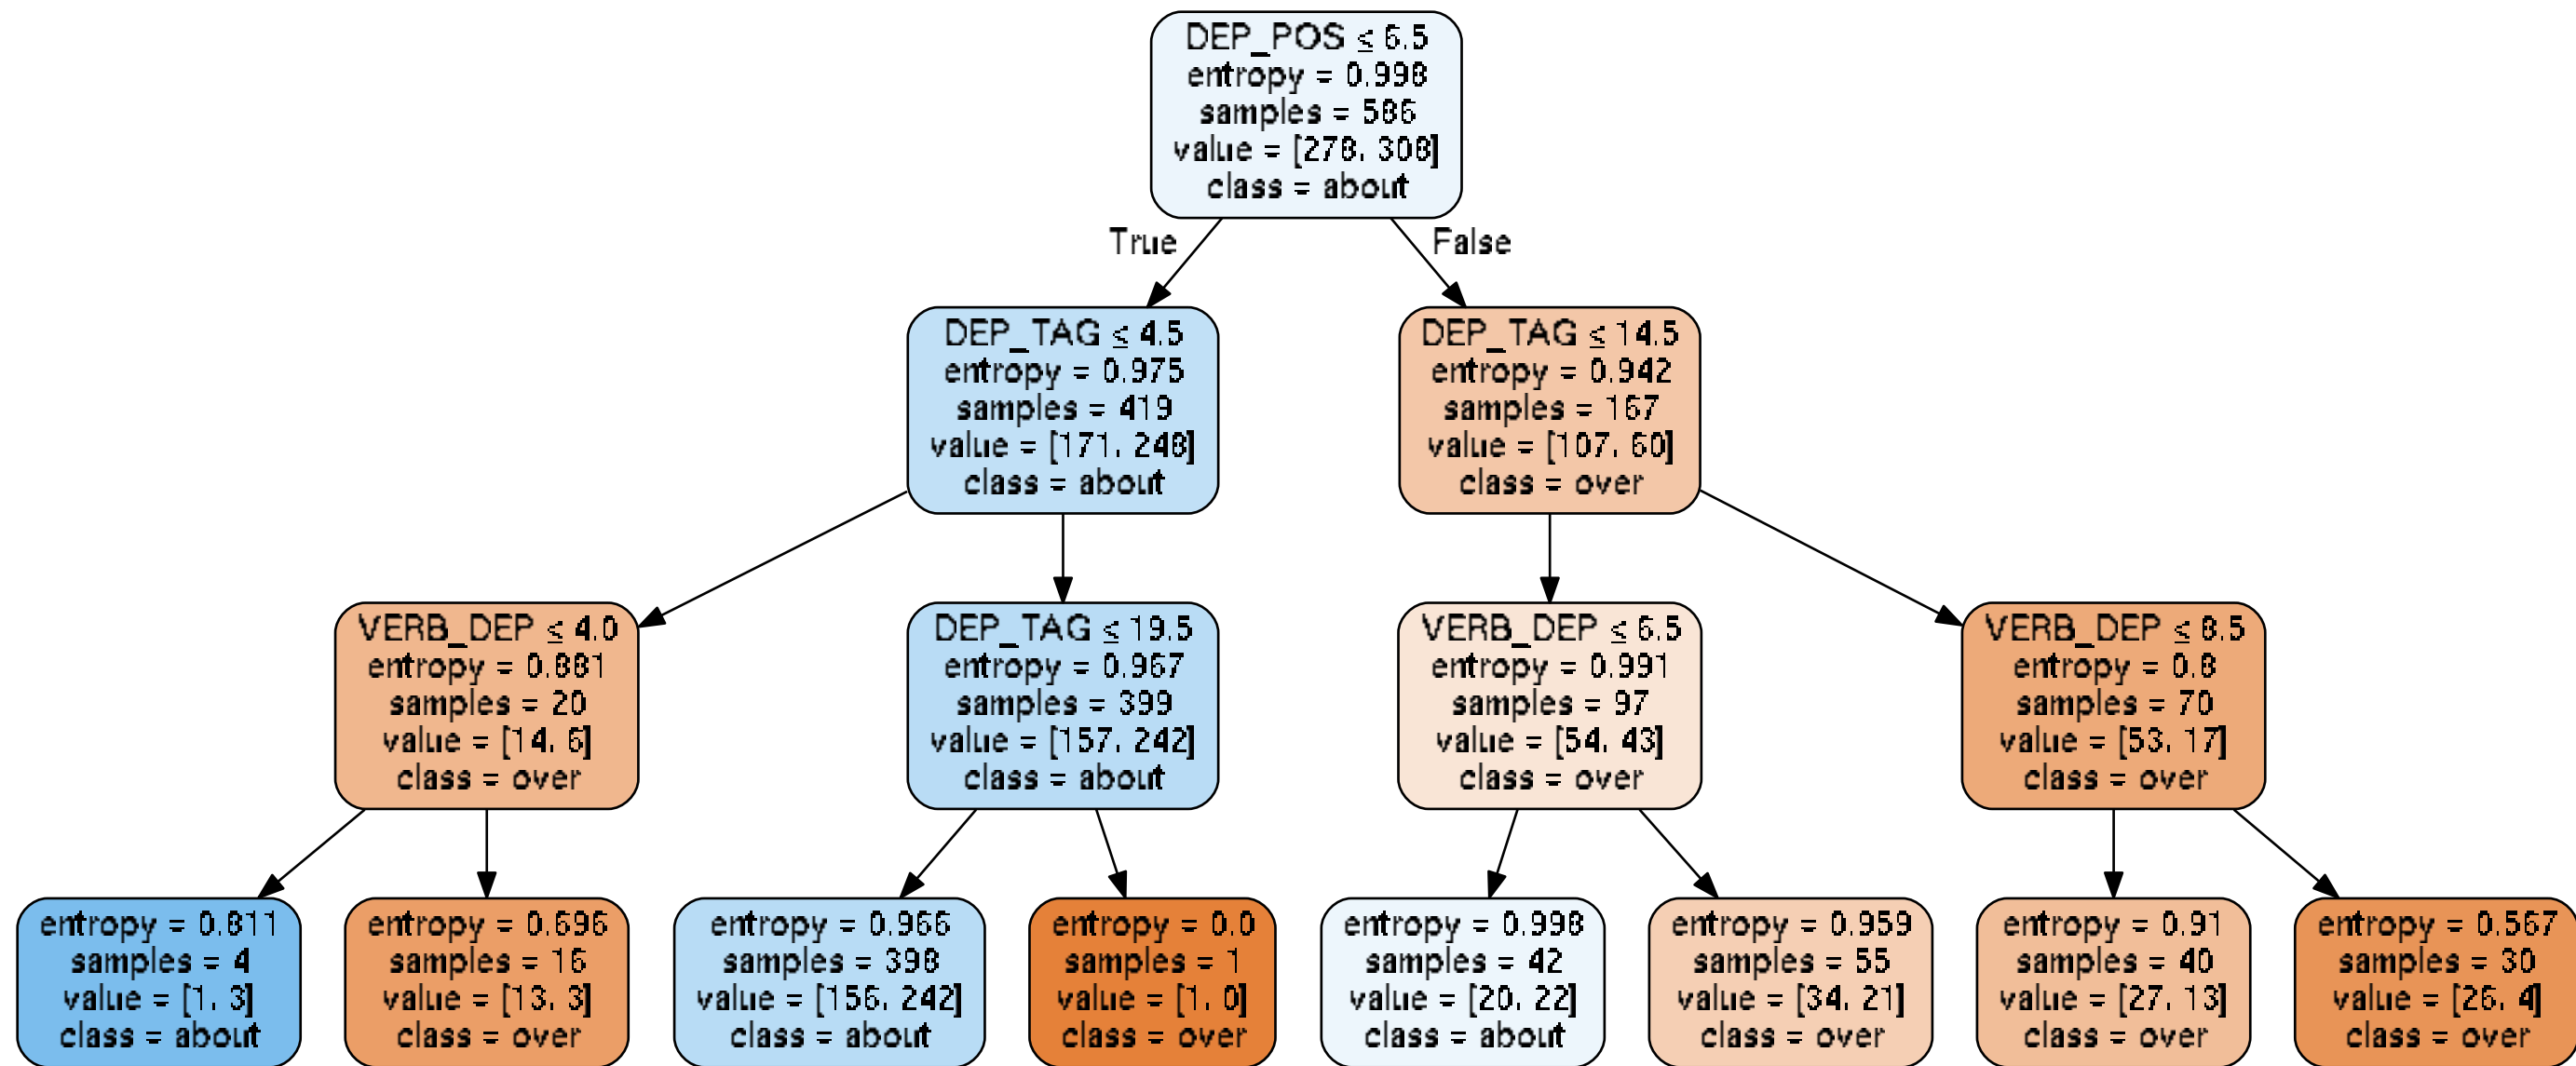 DEP_POS ≤ 6.5
entropy = 0.998
samples = 586
value = [278, 308]
class = about
True
False
DEP_TAG ≤ 4.5
entropy = 0.975
samples = 419
value = [171, 248]
class = about
DEP_TAG ≤ 14.5
entropy = 0.942
samples = 167
value = [107, 60]
class = over
VERB_DEP ≤ 4.0
entropy = 0.881
samples = 20
value = [14, 6]
class = over
DEP_TAG ≤ 19.5
entropy = 0.967
samples = 399
value = [157, 242]
class = about
VERB_DEP ≤ 6.5
entropy = 0.991
samples = 97
value = [54, 43]
class = over
VERB_DEP ≤ 8.5
entropy = 0.8
samples = 70
value = [53, 17]
class = over
entropy = 0.811
samples = 4
value = [1, 3]
class = about
entropy = 0.696
samples = 16
value = [13, 3]
class = over
entropy = 0.966
samples = 398
value = [156, 242]
class = about
entropy = 0.0
samples = 1
value = [1, 0]
class = over
entropy = 0.998
samples = 42
value = [20, 22]
class = about
entropy = 0.959
samples = 55
value = [34, 21]
class = over
entropy = 0.91
samples = 40
value = [27, 13]
class = over
entropy = 0.567
samples = 30
value = [26, 4]
class = over